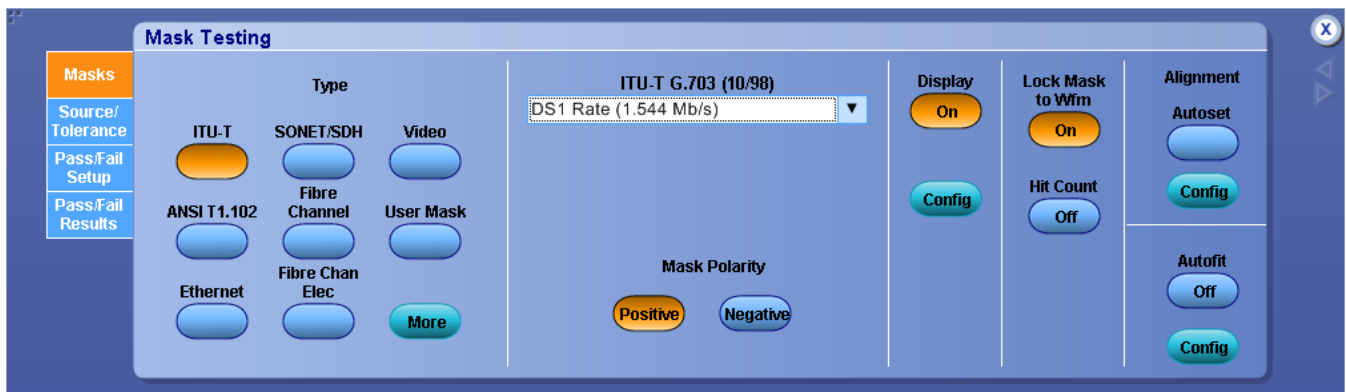 Mask Testing
X
Masks
Source/
Tolerance
Pass/Fail
Setup
Pass/Fail
Results
Type
ITU-T
SONET/SDH
Video
ANSI T1.102
Fibre
Channel
User Mask
Ethernet
Fibre Chan
Elec
More
ITU-T G.703 (10/98)
DS1 Rate (1.544 Mb/s)
Mask Polarity
Positive
Negative
Display
On
Config
Lock Mask
to Wfm
On
Hit Count
Off
Alignment
Autoset
Config
Autofit
Off
Config